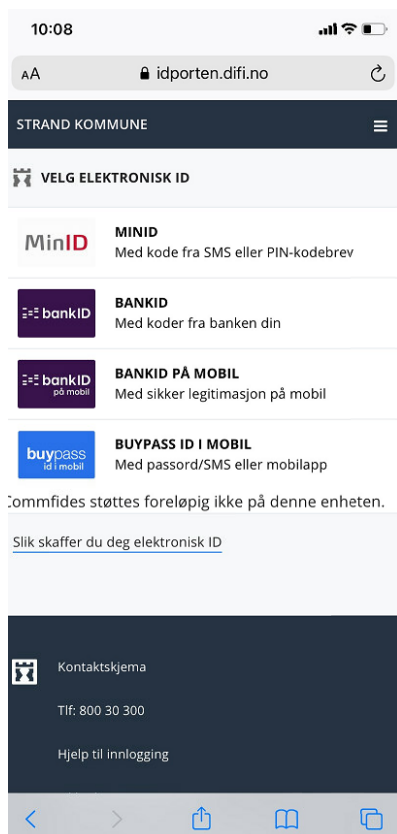 10:08
AA idporten.difi.no
STRAND KOMMUNE
VELG ELEKTRONISK ID
MinID
MINID
Med kode fra SMS eller PIN-kodebrev
bankID
BANKID
Med koder fra banken din
bankID
på mobil
BANKID PÅ MOBIL
Med sikker legitimasjon på mobil
buypass
id i mobil
BUYPASS ID I MOBIL
Med passord/SMS eller mobilapp
Commfides støttes foreløpig ikke på denne enheten.
Slik skaffer du deg elektronisk ID
Kontaktskjema
Tlf: 800 30 300
Hjelp til innlogging